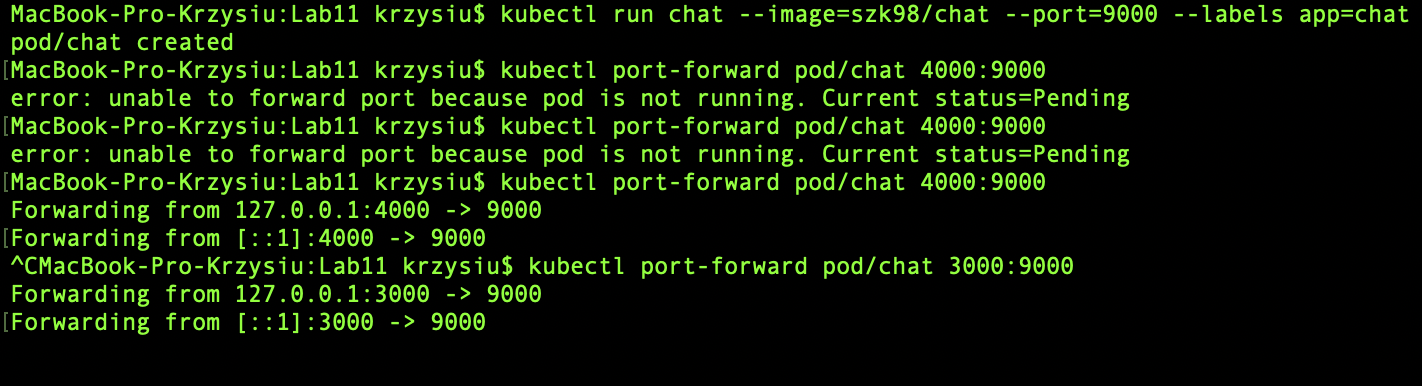 MacBook-Pro-Krzysiu:Lab11 krzysiu$ kubectl run chat --image=szk98/chat --port=9000 --labels app=chat
pod/chat created
[MacBook-Pro-Krzysiu:Lab11 krzysiu$ kubectl port-forward pod/chat 4000:9000
error: unable to forward port because pod is not running. Current status=Pending
[MacBook-Pro-Krzysiu:Lab11 krzysiu$ kubectl port-forward pod/chat 4000:9000
error: unable to forward port because pod is not running. Current status=Pending
[MacBook-Pro-Krzysiu:Lab11 krzysiu$ kubectl port-forward pod/chat 4000:9000
Forwarding from 127.0.0.1:4000 -> 9000
[Forwarding from [::1]:4000 -> 9000
^CMacBook-Pro-Krzysiu:Lab11 krzysiu$ kubectl port-forward pod/chat 3000:9000
Forwarding from 127.0.0.1:3000 -> 9000
[Forwarding from [::1]:3000 -> 9000